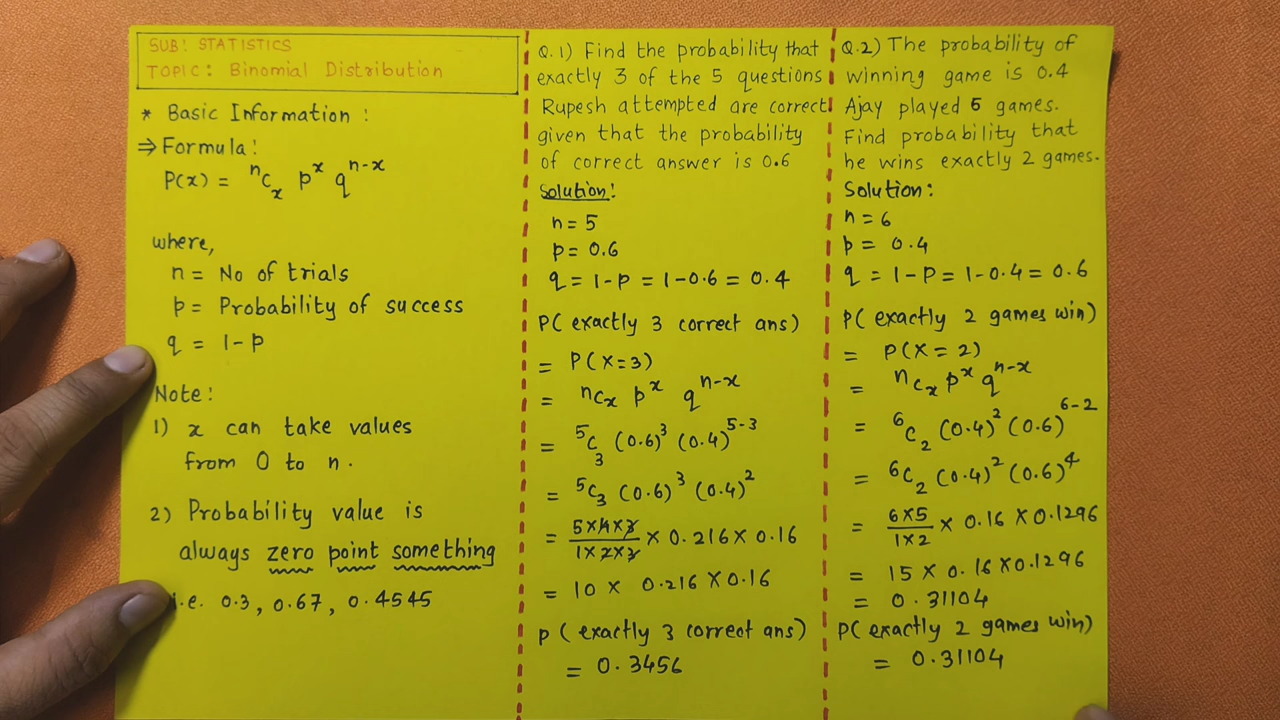 SUB: STATISTICS
TOPIC: Binomial Distribution
* Basic Information :
⇒ Formula :
P(x) = ⁿCₓ pˣ qⁿ⁻ˣ
where,
n = No of trials
p = Probability of success
q = 1-p
Note :
1) x can take values
from 0 to n.
2) Probability value is
always zero point something
i.e. 0.3, 0.67, 0.4545
Q.1) Find the probability that
exactly 3 of the 5 questions
Rupesh attempted are correct
given that the probability
of correct answer is 0.6
Solution:
n = 5
p = 0.6
q = 1-p = 1-0.6 = 0.4
P( exactly 3 correct ans)
= P(X=3)
= ⁿCₓ pˣ qⁿ⁻ˣ
= ⁵C₃ (0.6)³ (0.4)⁵⁻³
= ⁵C₃ (0.6)³ (0.4)²
= 5×4×3 / 1×2×3 × 0.216 × 0.16
= 10 × 0.216 × 0.16
p ( exactly 3 correct ans)
= 0.3456
Q.2) The probability of
winning game is 0.4
Ajay played 6 games.
Find probability that
he wins exactly 2 games.
Solution:
n = 6
p = 0.4
q = 1-p = 1-0.4 = 0.6
P( exactly 2 games win)
= P(X = 2)
= ⁿCₓ pˣ qⁿ⁻ˣ
= ⁶C₂ (0.4)² (0.6)⁶⁻²
= ⁶C₂ (0.4)² (0.6)⁴
= 6×5 / 1×2 × 0.16 × 0.1296
= 15 × 0.16 × 0.1296
= 0.31104
P( exactly 2 games win)
= 0.31104